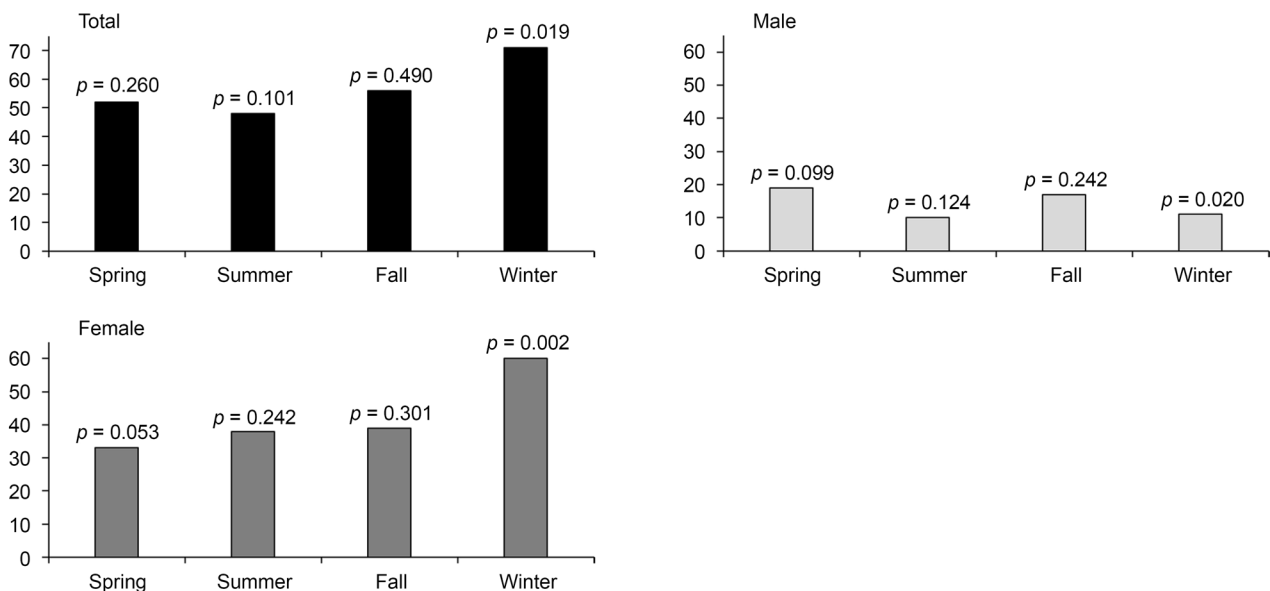 Total
70
60
50
40
30
20
10
0
p = 0.260
p = 0.101
p = 0.490
p = 0.019
Spring
Summer
Fall
Winter
Male
60
50
40
30
20
10
0
p = 0.099
p = 0.124
p = 0.242
p = 0.020
Spring
Summer
Fall
Winter
Female
60
50
40
30
20
10
0
p = 0.053
p = 0.242
p = 0.301
p = 0.002
Spring
Summer
Fall
Winter